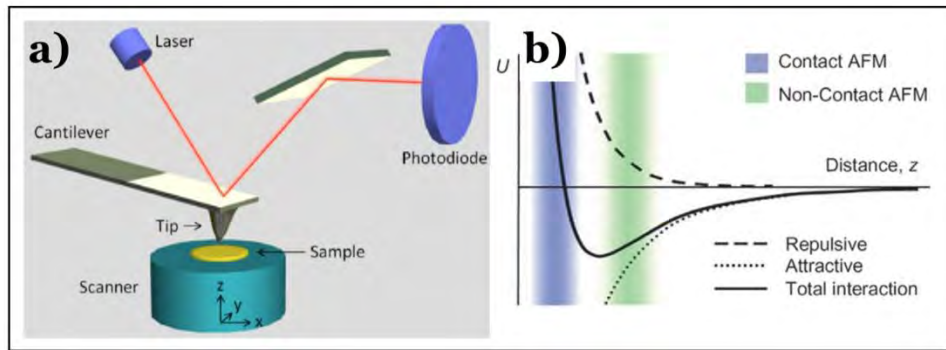 a)
Laser
Cantilever
Photodiode
Tip
Sample
Scanner
z
y
x
b)
U
Contact AFM
Non-Contact AFM
Distance, z
Repulsive
Attractive
Total interaction